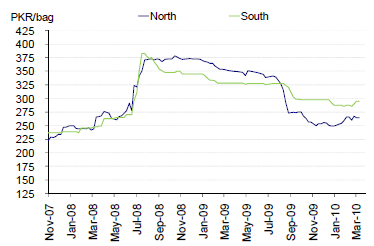 PKR/bag
North
South
425
400
375
350
325
300
275
250
225
200
175
150
125
Nov-07
Jan-08
Mar-08
May-08
Jul-08
Sep-08
Nov-08
Jan-09
Mar-09
May-09
Jul-09
Sep-09
Nov-09
Jan-10
Mar-10